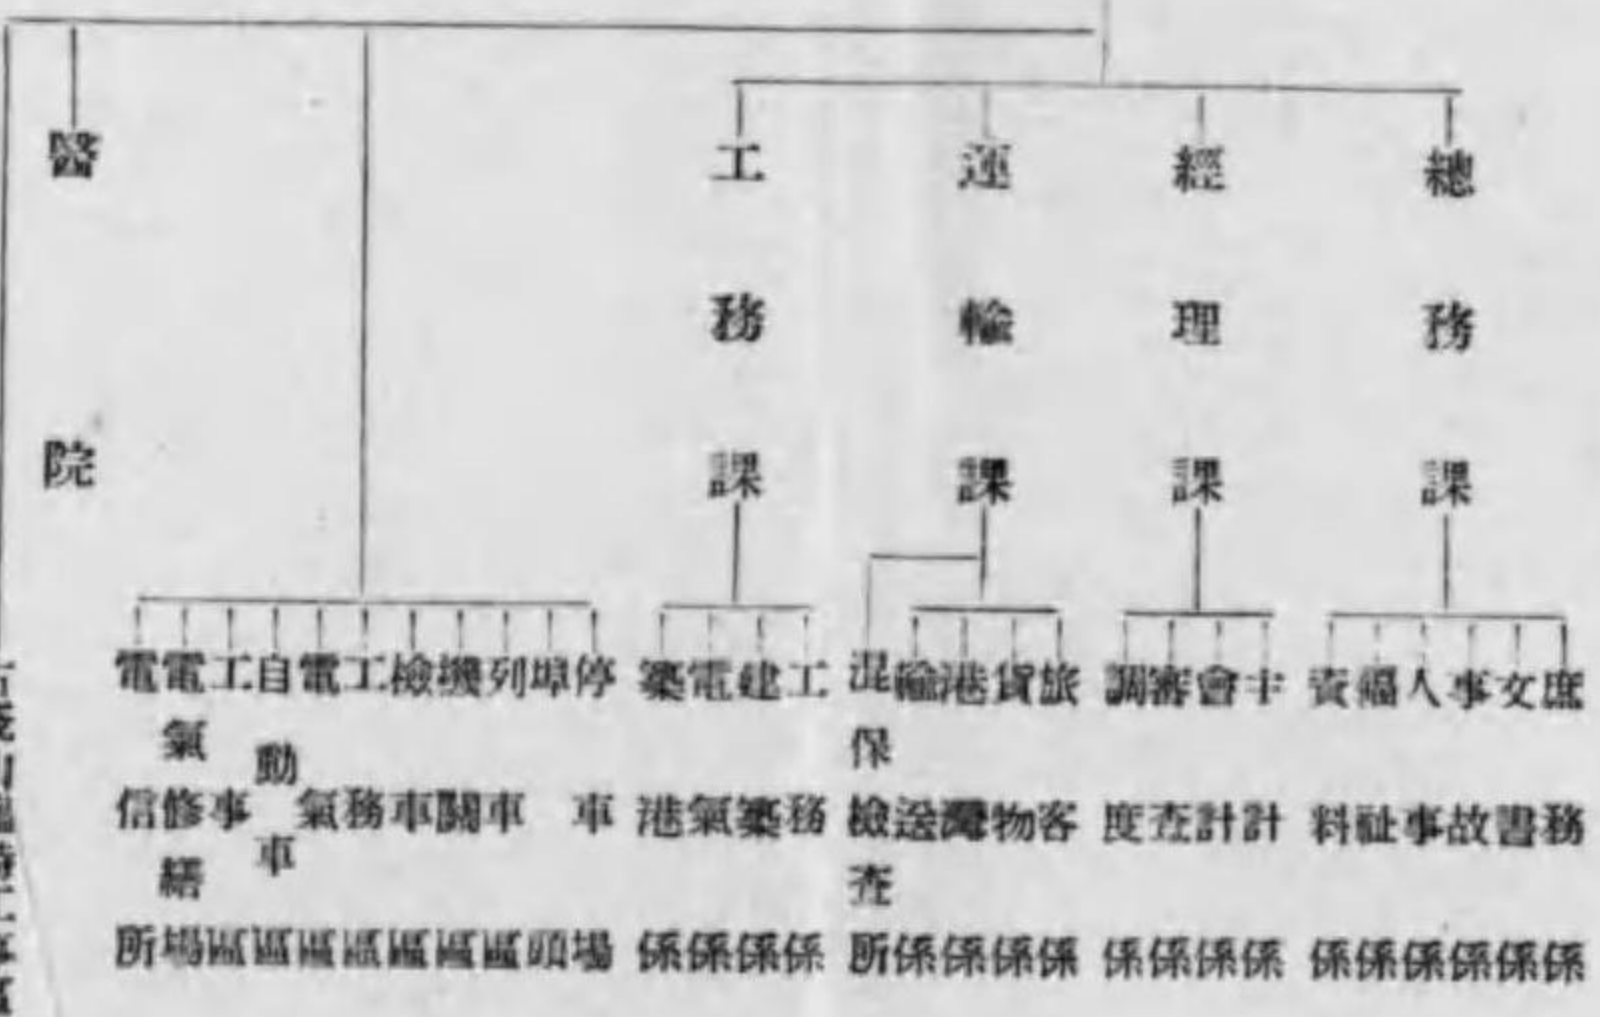 總務課
庶務係
文書係
事故係
人事係
福祉係
資料係
經理課
主計係
會計係
審査係
調度係
運輸課
旅客係
貨物係
港灣係
輸送係
混保檢査所
工務課
工務係
建築係
電氣係
築港係
停車場
埠頭
列車區
機關區
檢車區
工務區
電氣區
自動車區
工事區
電氣修繕場
電信所
醫院